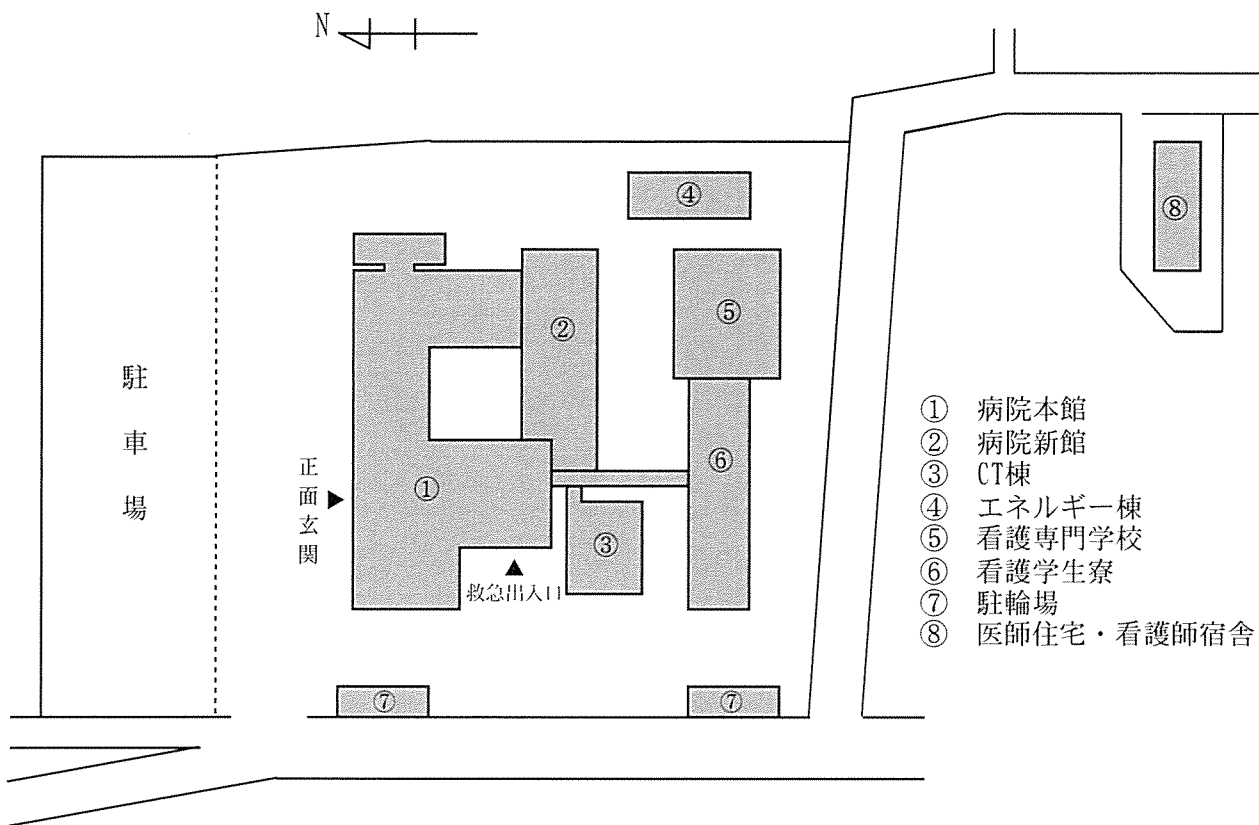 N
④
⑧
②
⑤
駐車場
正面玄関
①
⑥
③
救急出入口
⑦
⑦
① 病院本館
② 病院新館
③ CT棟
④ エネルギー棟
⑤ 看護専門学校
⑥ 看護学生寮
⑦ 駐輪場
⑧ 医師住宅・看護師宿舎